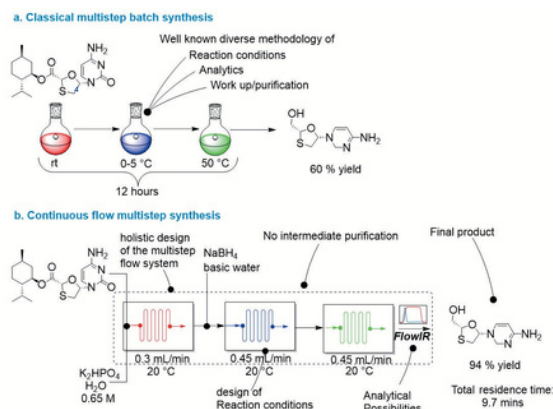 a. Classical multistep batch synthesis
Well known diverse methodology of
Reaction conditions
Analytics
Work up/purification
NH2
N
O
O
O
N
O
S
rt
0-5 °C
50 °C
12 hours
OH
O
N
NH2
S
N
60 % yield
b. Continuous flow multistep synthesis
holistic design
of the multistep
flow system
NaBH4
basic water
No intermediate purification
Final product
NH2
N
O
O
O
N
O
S
0.3 mL/min
20 °C
0.45 mL/min
20 °C
0.45 mL/min
20 °C
FlowIR
K2HPO4
H2O
0.65 M
design of
Reaction conditions
Analytical
Possibilities
OH
O
N
NH2
S
N
94 % yield
Total residence time:
9.7 mins